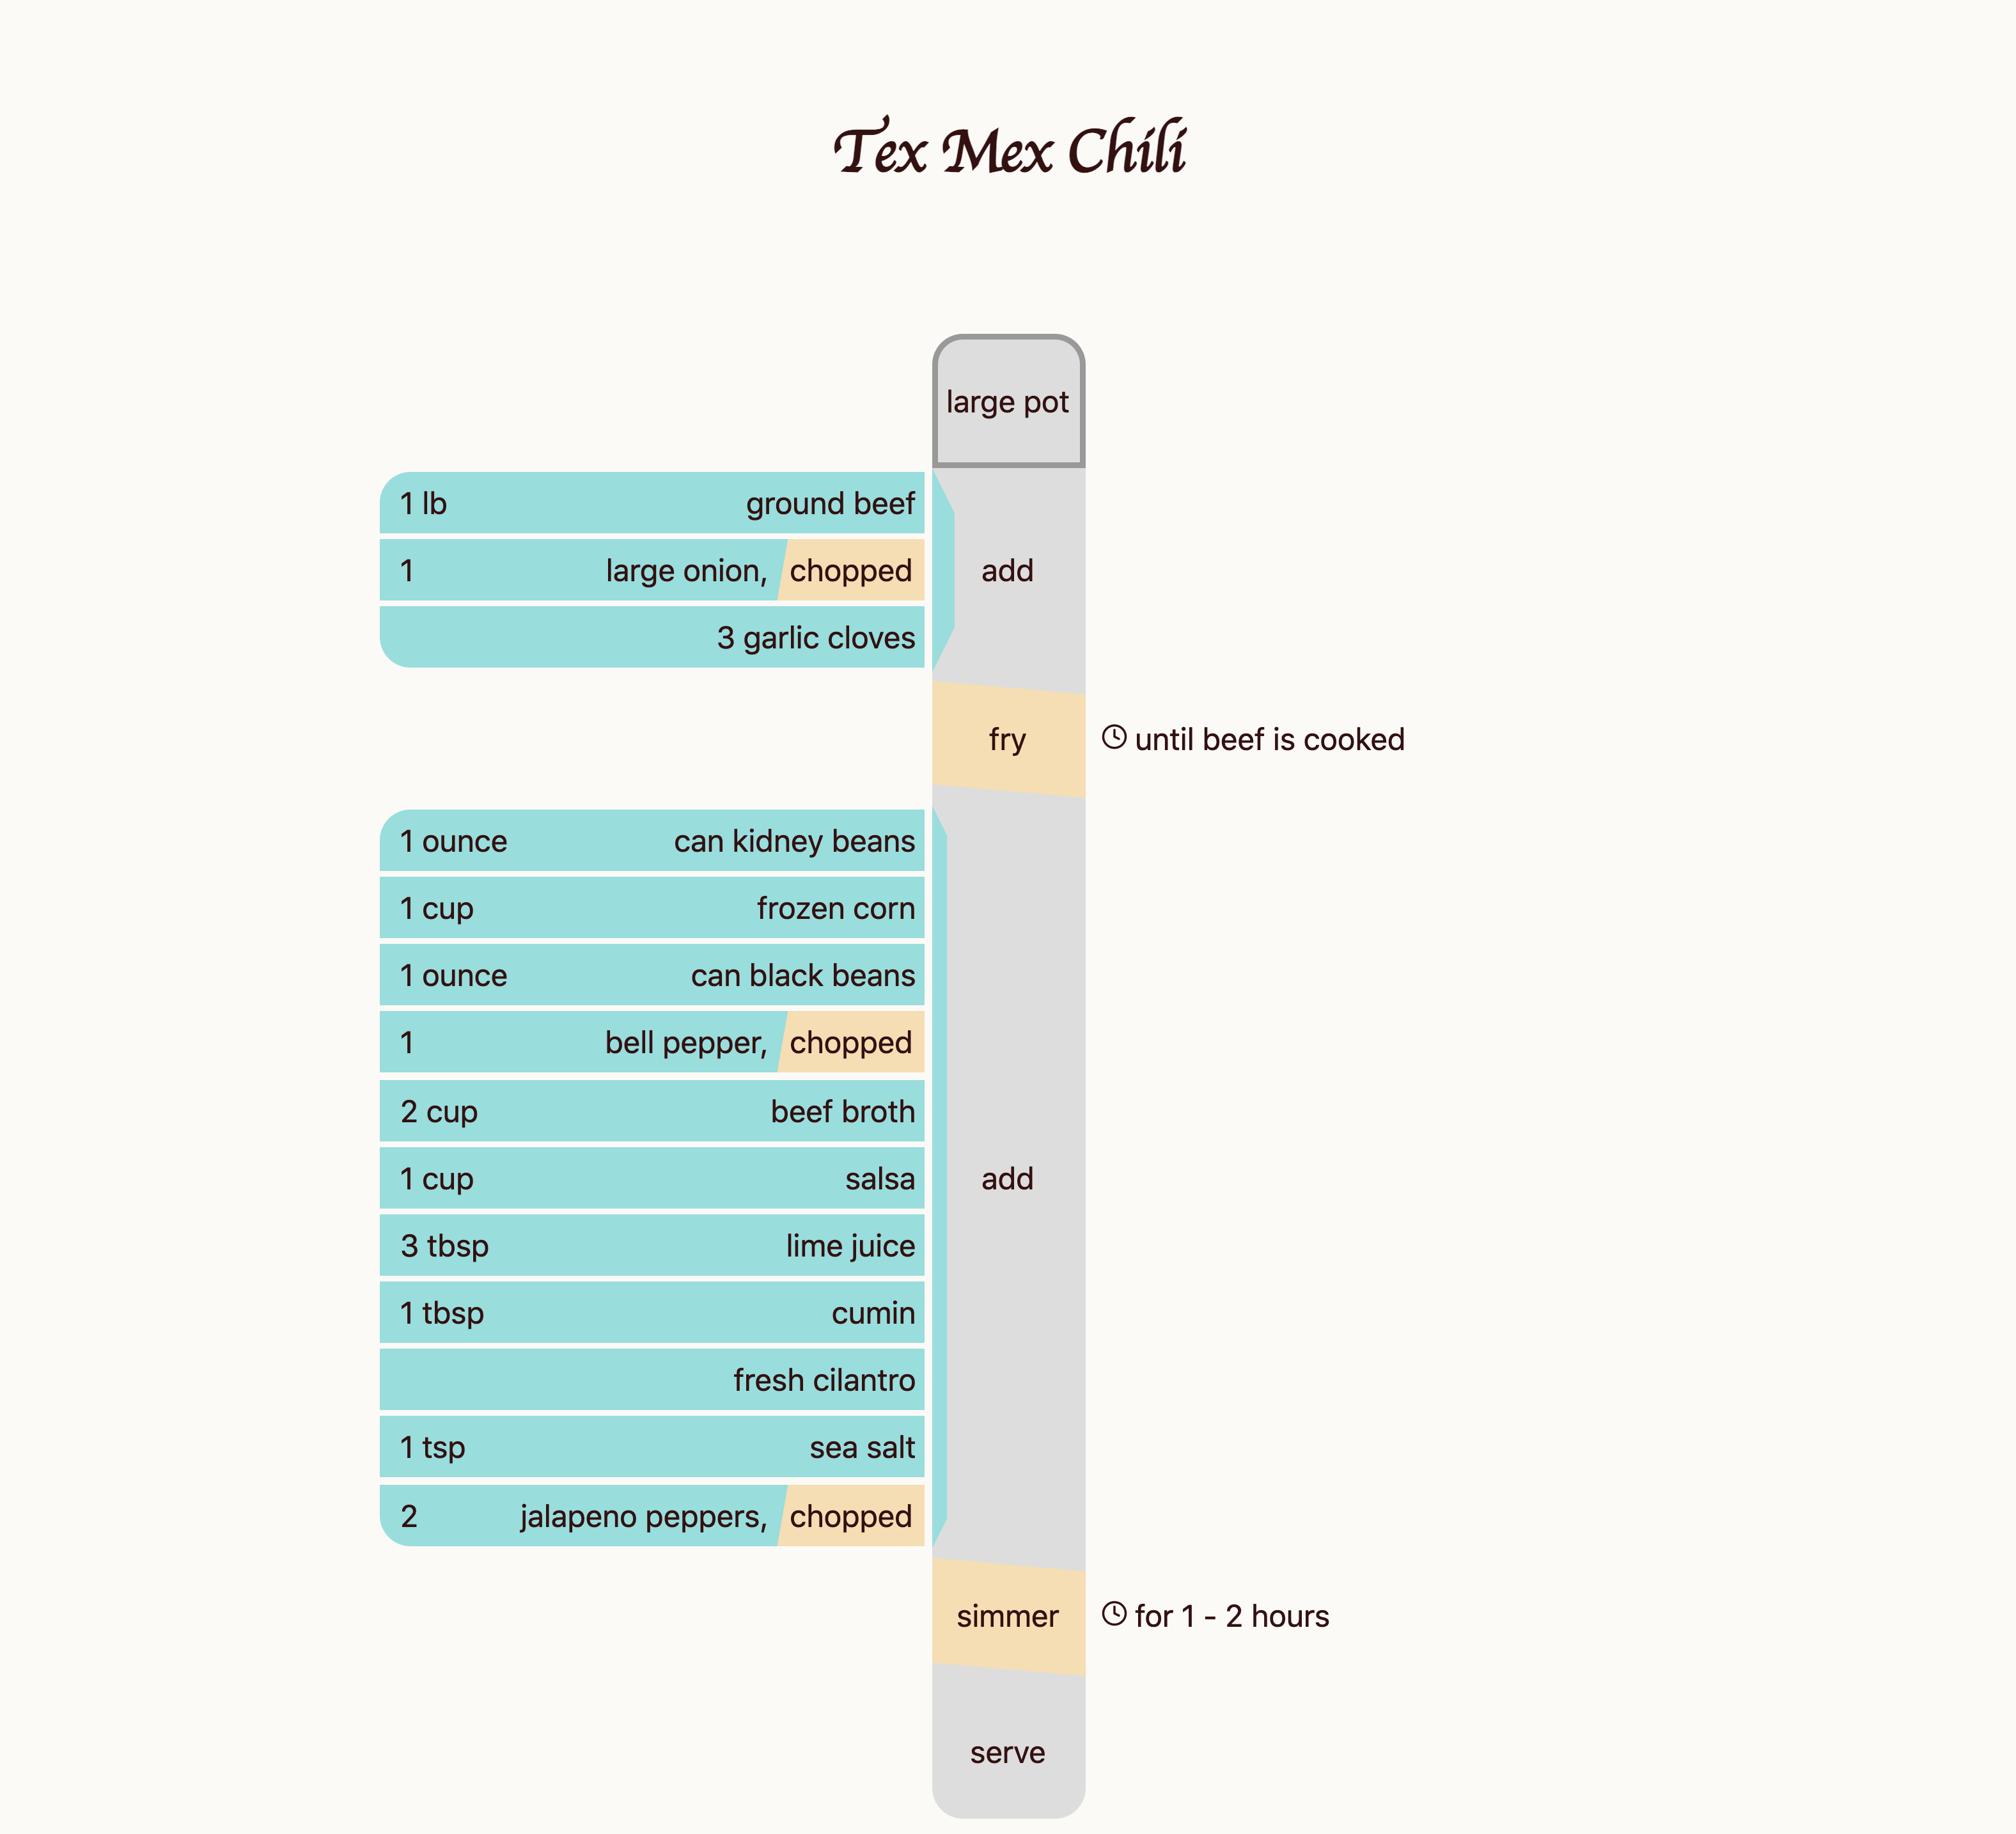 Tex Mex Chili
large pot
1 lb ground beef
1 large onion, chopped
3 garlic cloves
add
fry
until beef is cooked
1 ounce can kidney beans
1 cup frozen corn
1 ounce can black beans
1 bell pepper, chopped
2 cup beef broth
1 cup salsa
3 tbsp lime juice
1 tbsp cumin
fresh cilantro
1 tsp sea salt
2 jalapeno peppers, chopped
add
simmer
for 1 - 2 hours
serve